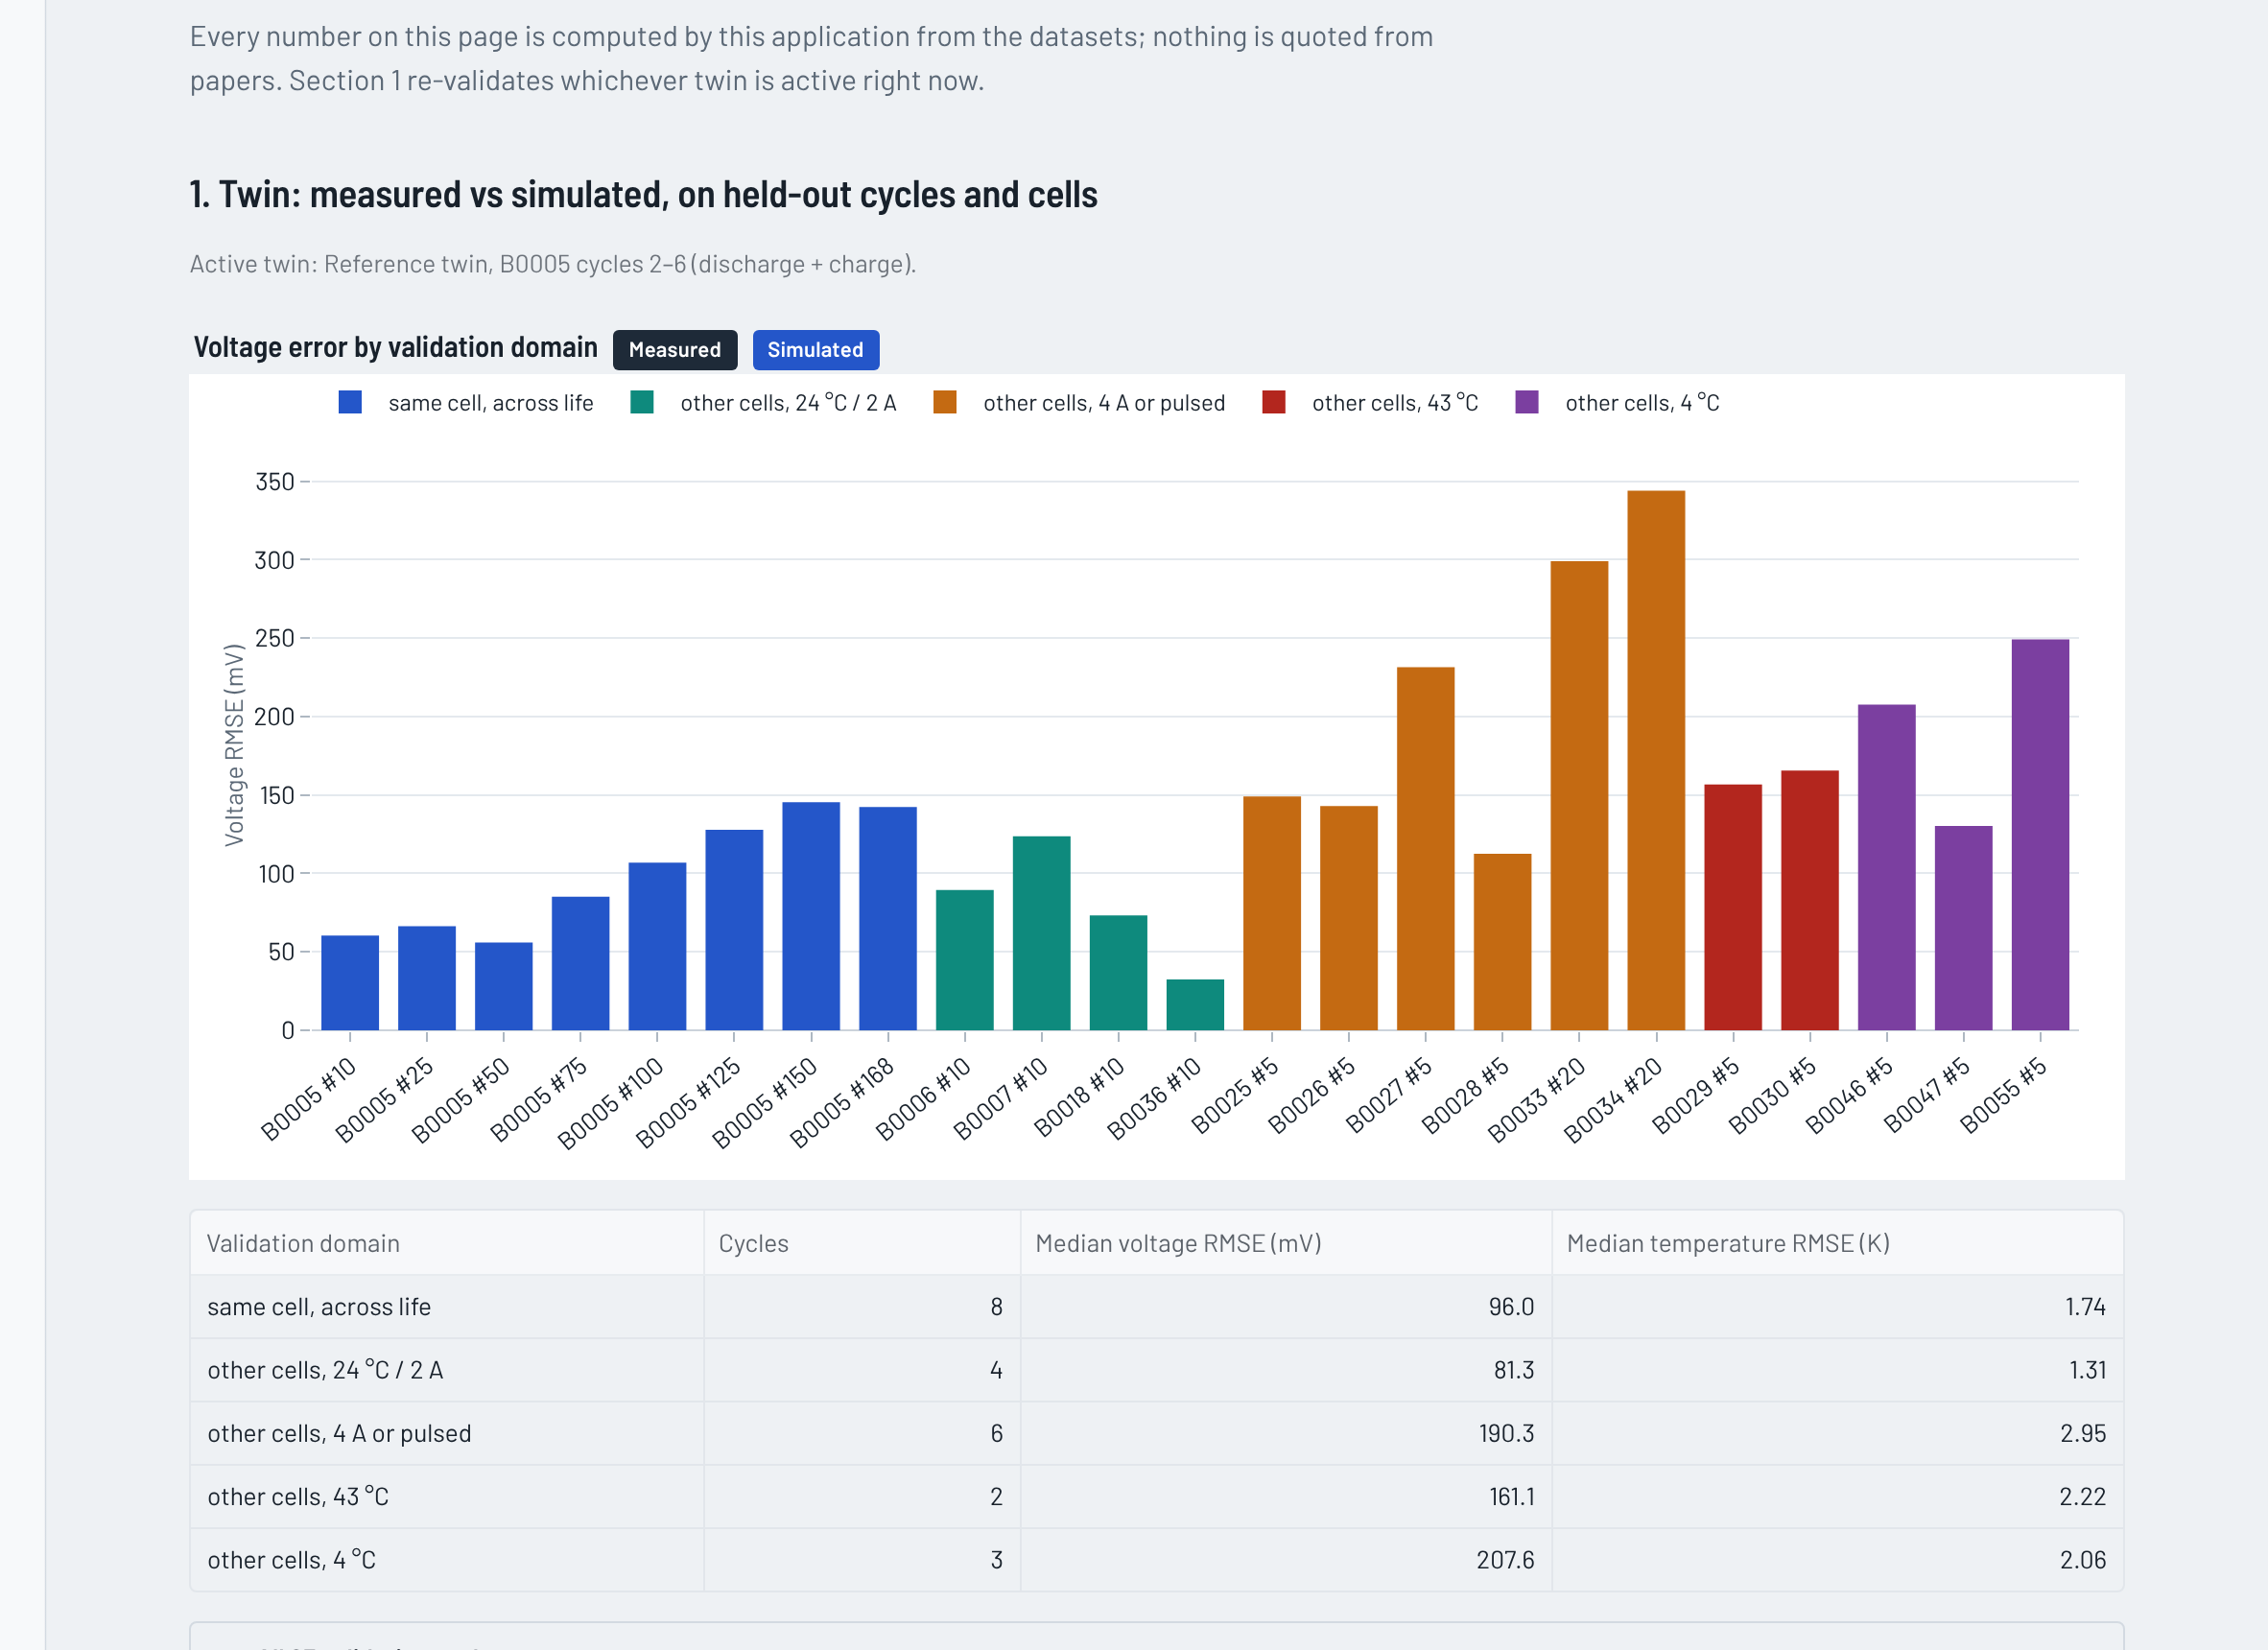 Every number on this page is computed by this application from the datasets; nothing is quoted from
papers. Section 1 re-validates whichever twin is active right now.
1. Twin: measured vs simulated, on held-out cycles and cells
Active twin: Reference twin, B0005 cycles 2–6 (discharge + charge).
Voltage error by validation domain Measured Simulated
same cell, across life other cells, 24 °C / 2 A other cells, 4 A or pulsed other cells, 43 °C other cells, 4 °C
350
300
250
200
150
100
50
0
Voltage RMSE (mV)
B0005 #10 B0005 #25 B0005 #50 B0005 #75 B0005 #100 B0005 #125 B0005 #150 B0005 #168 B0006 #10 B0007 #10 B0018 #10 B0036 #10 B0025 #5 B0026 #5 B0027 #5 B0028 #5 B0033 #20 B0034 #20 B0029 #5 B0030 #5 B0046 #5 B0047 #5 B0055 #5
Validation domain Cycles Median voltage RMSE (mV) Median temperature RMSE (K)
same cell, across life 8 96.0 1.74
other cells, 24 °C / 2 A 4 81.3 1.31
other cells, 4 A or pulsed 6 190.3 2.95
other cells, 43 °C 2 161.1 2.22
other cells, 4 °C 3 207.6 2.06